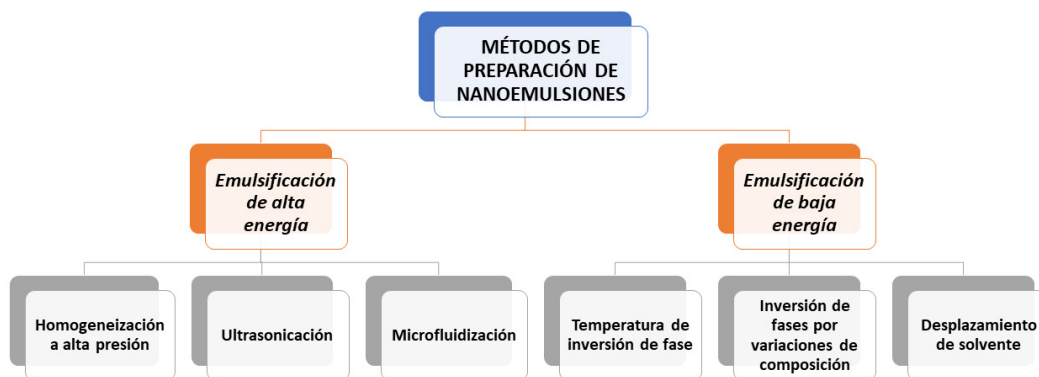 MÉTODOS DE
PREPARACIÓN DE
NANOEMULSIONES
Emulsificación
de alta
energía
Emulsificación
de baja
energía
Homogeneización
a alta presión
Ultrasonicación
Microfluidización
Temperatura de
inversión de fase
Inversión de
fases por
variaciones de
composición
Desplazamiento
de solvente